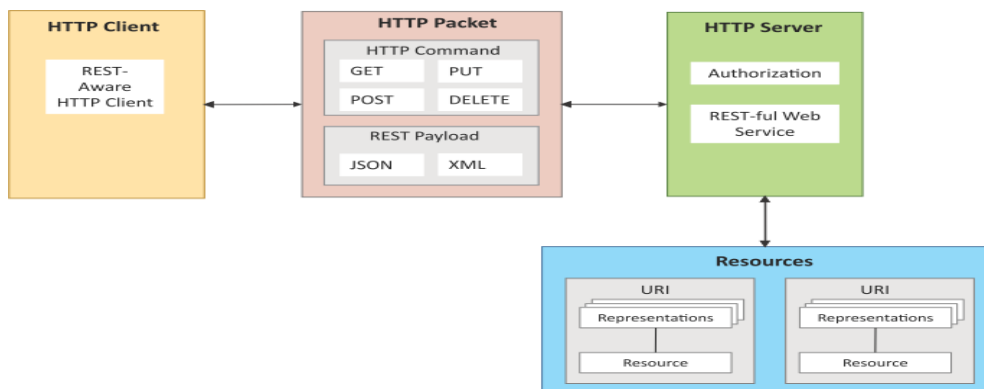 HTTP Client
REST-
Aware
HTTP Client
HTTP Packet
HTTP Command
GET
PUT
POST
DELETE
REST Payload
JSON
XML
HTTP Server
Authorization
REST-ful Web
Service
Resources
URI
Representations
Resource
URI
Representations
Resource